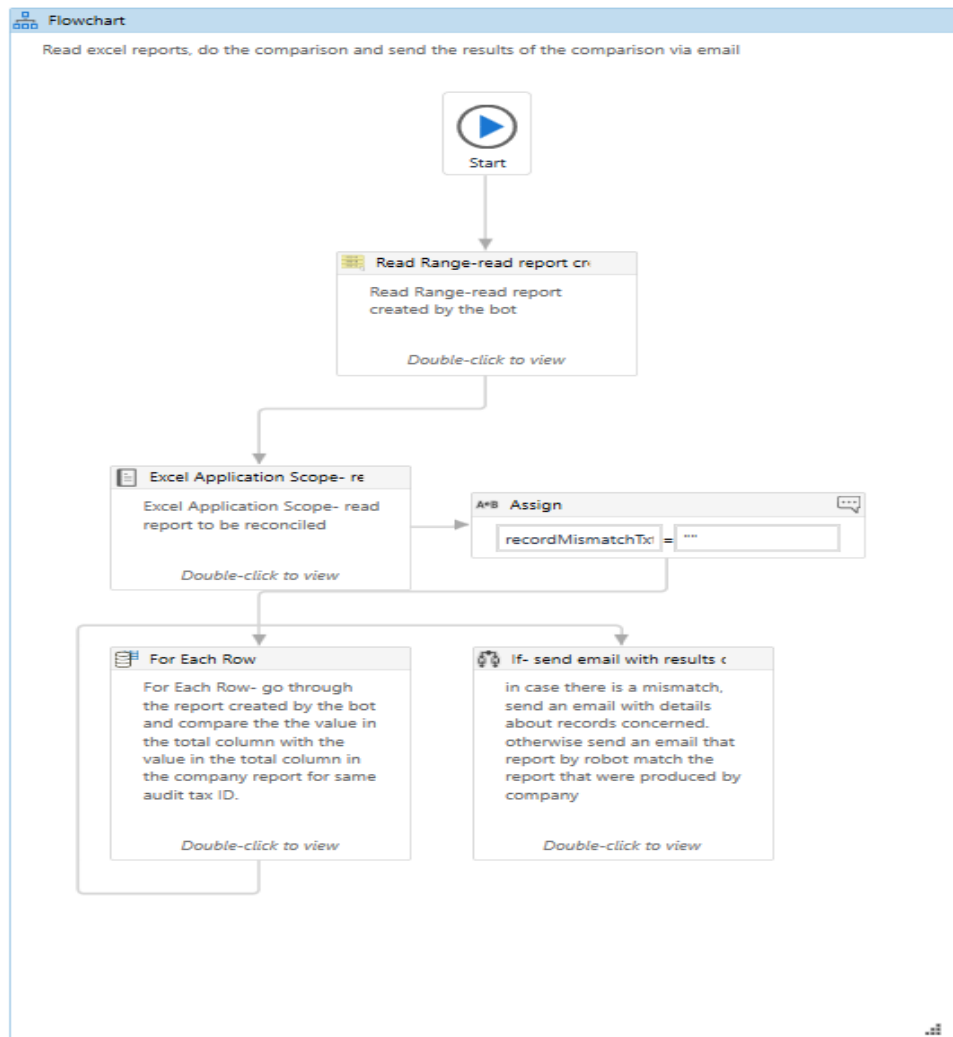 Flowchart
Read excel reports, do the comparison and send the results of the comparison via email
Start
Read Range-read report cr
Read Range-read report
created by the bot
Double-click to view
Excel Application Scope- re
Excel Application Scope- read
report to be reconciled
Double-click to view
A*B Assign
recordMismatchTxt = ""
For Each Row
For Each Row- go through
the report created by the bot
and compare the the value in
the total column with the
value in the total column in
the company report for same
audit tax ID.
Double-click to view
If- send email with results c
in case there is a mismatch,
send an email with details
about records concerned.
otherwise send an email that
report by robot match the
report that were produced by
company
Double-click to view